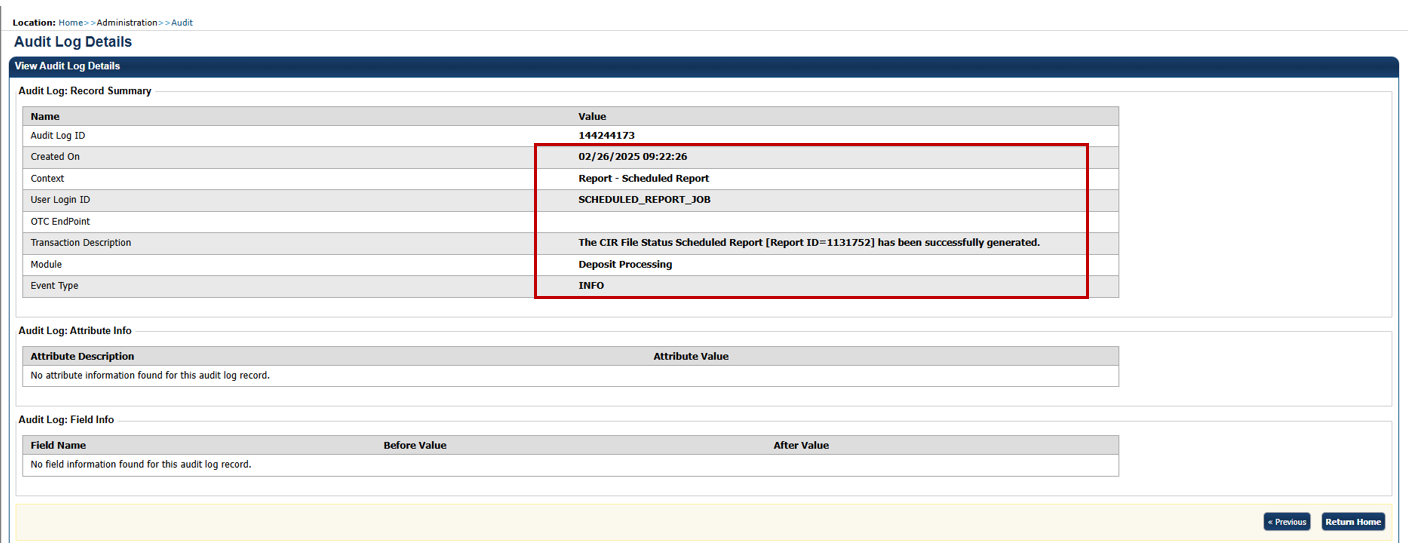 Location: Home>>Administration>>Audit
Audit Log Details
View Audit Log Details
Audit Log: Record Summary
Name Value
Audit Log ID 144244173
Created On 02/26/2025 09:22:26
Context Report - Scheduled Report
User Login ID SCHEDULED_REPORT_JOB
OTC EndPoint
Transaction Description The CIR File Status Scheduled Report [Report ID=1131752] has been successfully generated.
Module Deposit Processing
Event Type INFO
Audit Log: Attribute Info
Attribute Description Attribute Value
No attribute information found for this audit log record.
Audit Log: Field Info
Field Name Before Value After Value
No field information found for this audit log record.
« Previous Return Home